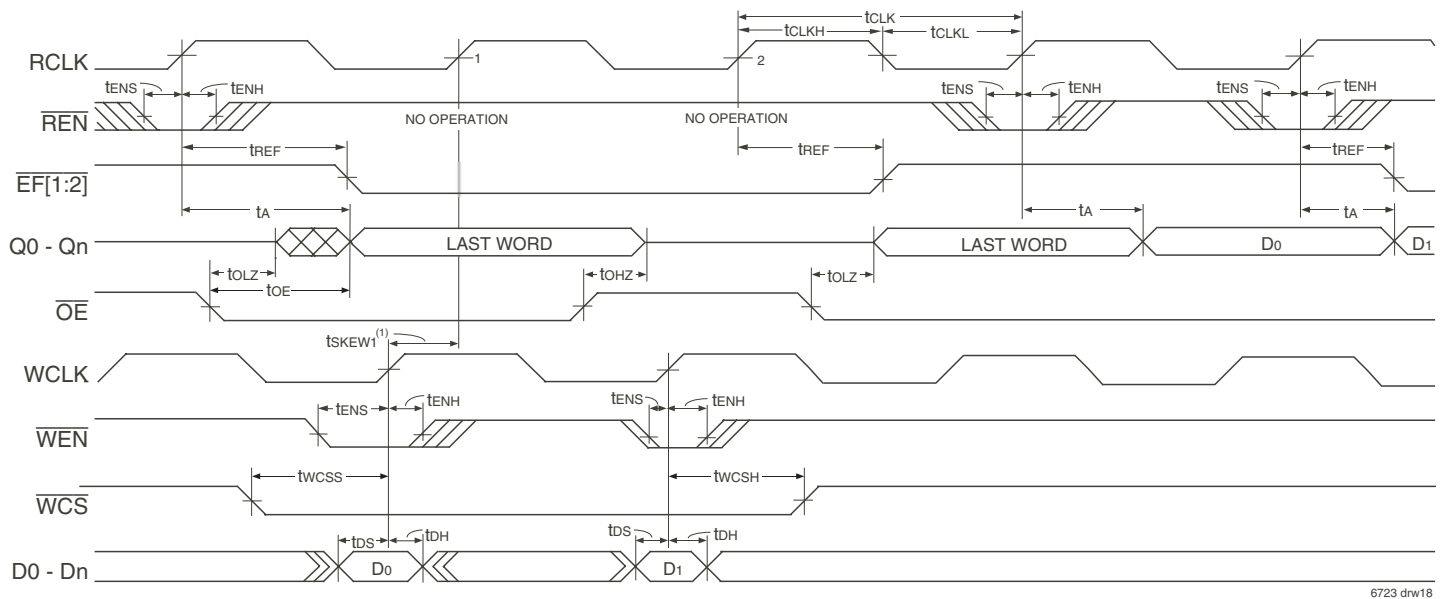 tCLK
tCLKH
tCLKL
RCLK
1
2
tENS
tENH
tENS
tENH
tENS
tENH
REN
NO OPERATION
NO OPERATION
tREF
tREF
tREF
EF[1:2]
tA
tA
tA
Q0 - Qn
LAST WORD
LAST WORD
D0
D1
tOLZ
tOHZ
tOLZ
tOE
OE
tSKEW1(1)
WCLK
tENS
tENH
tENS
tENH
WEN
tWCSS
tWCSH
WCS
tDS
tDH
tDS
tDH
D0 - Dn
D0
D1
6723 drw18